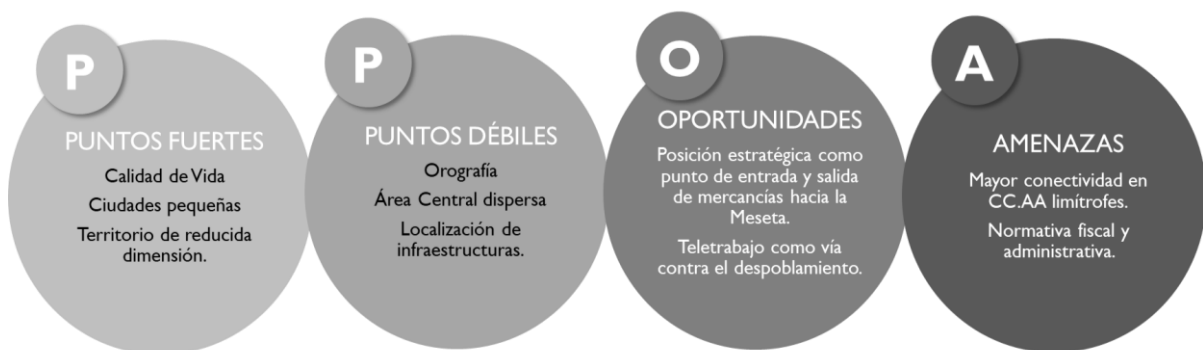 P
PUNTOS FUERTES
Calidad de Vida
Ciudades pequeñas
Territorio de reducida
dimensión.
P
PUNTOS DÉBILES
Orografía
Área Central dispersa
Localización de
infraestructuras.
O
OPORTUNIDADES
Posición estratégica como
punto de entrada y salida
de mercancías hacia la
Meseta.
Teletrabajo como vía
contra el despoblamiento.
A
AMENAZAS
Mayor conectividad en
CC.AA limítrofes.
Normativa fiscal y
administrativa.